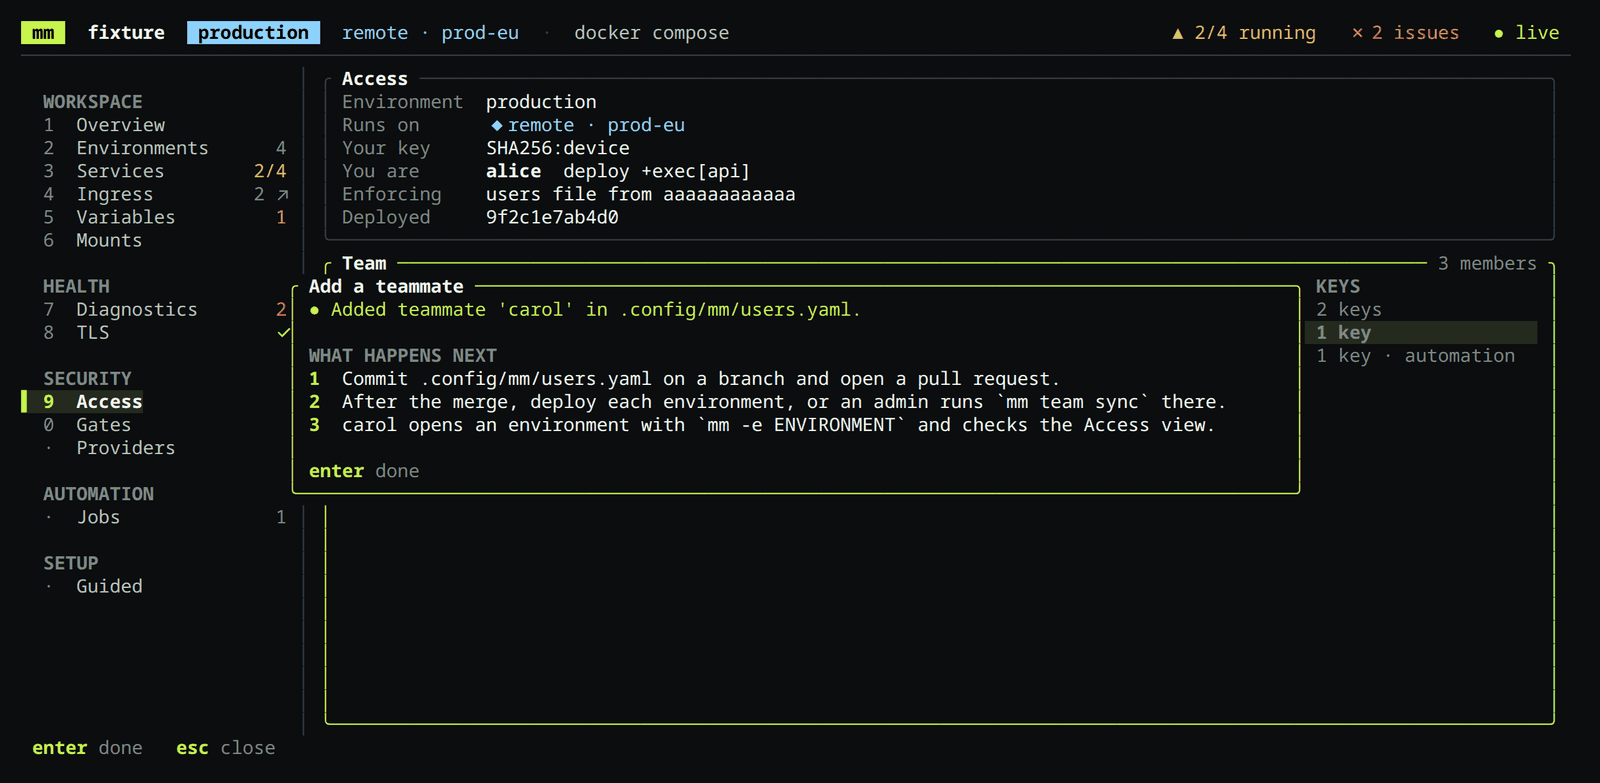 mm fixture production remote · prod-eu · docker compose ▲ 2/4 running × 2 issues ● live
Access
WORKSPACE
Environment production
1 Overview
Runs on ◆ remote · prod-eu
2 Environments 4
Your key SHA256:device
3 Services 2/4
You are alice deploy +exec[api]
4 Ingress 2 ↗
Enforcing users file from aaaaaaaaaaaa
5 Variables 1
Deployed 9f2c1e7ab4d0
6 Mounts
Team 3 members
HEALTH
Add a teammate
KEYS
7 Diagnostics 2
● Added teammate 'carol' in .config/mm/users.yaml.
2 keys
8 TLS ✓
1 key
WHAT HAPPENS NEXT
1 key · automation
SECURITY
1 Commit .config/mm/users.yaml on a branch and open a pull request.
9 Access
2 After the merge, deploy each environment, or an admin runs `mm team sync` there.
0 Gates
3 carol opens an environment with `mm -e ENVIRONMENT` and checks the Access view.
· Providers
enter done
AUTOMATION
· Jobs 1
SETUP
· Guided
enter done esc close